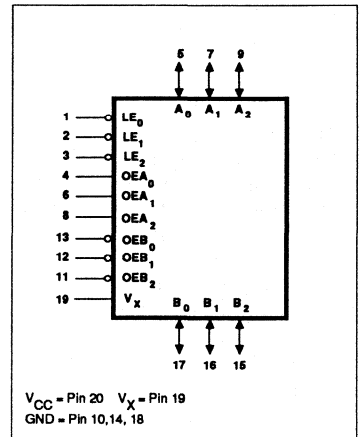 5 7 9
A0 A1 A2
1 LE0
2 LE1
3 LE2
4 OEA0
6 OEA1
8 OEA2
13 OEB0
12 OEB1
11 OEB2
19 VX
B0 B1 B2
17 16 15
VCC = Pin 20 VX = Pin 19
GND = Pin 10,14, 18